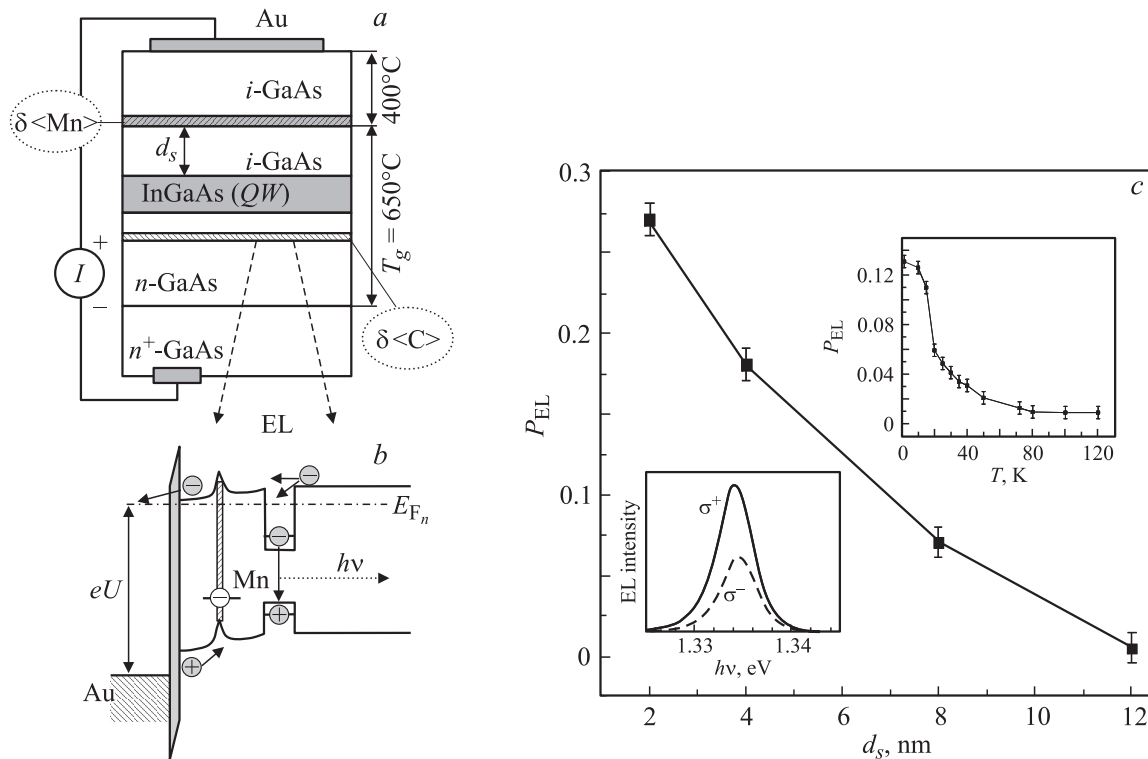 Au
a
i-GaAs
400°C
δ<Mn>
d_s
i-GaAs
InGaAs (QW)
T_g = 650°C
+
I
n-GaAs
−
δ<C>
n⁺-GaAs
EL
b
−
−
E_Fn
−
hν
eU
Mn
−
+
+
Au
c
0.3
0.2
0.1
0
P_EL
2
4
6
8
10
12
d_s, nm
0.12
0.08
0.04
0
P_EL
0
40
80
120
T, K
EL intensity
σ⁺
σ⁻
1.33
1.34
hν, eV